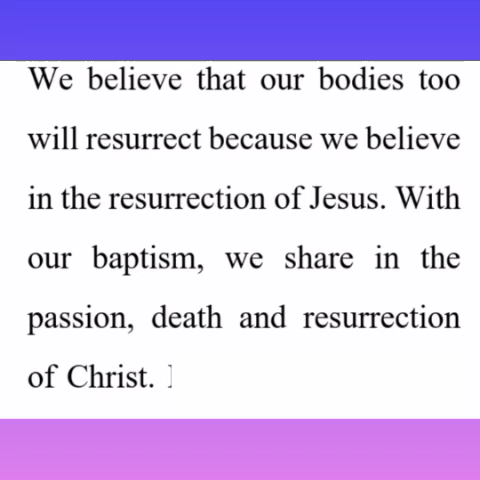 We believe that our bodies too
will resurrect because we believe
in the resurrection of Jesus. With
our baptism, we share in the
passion, death and resurrection
of Christ.